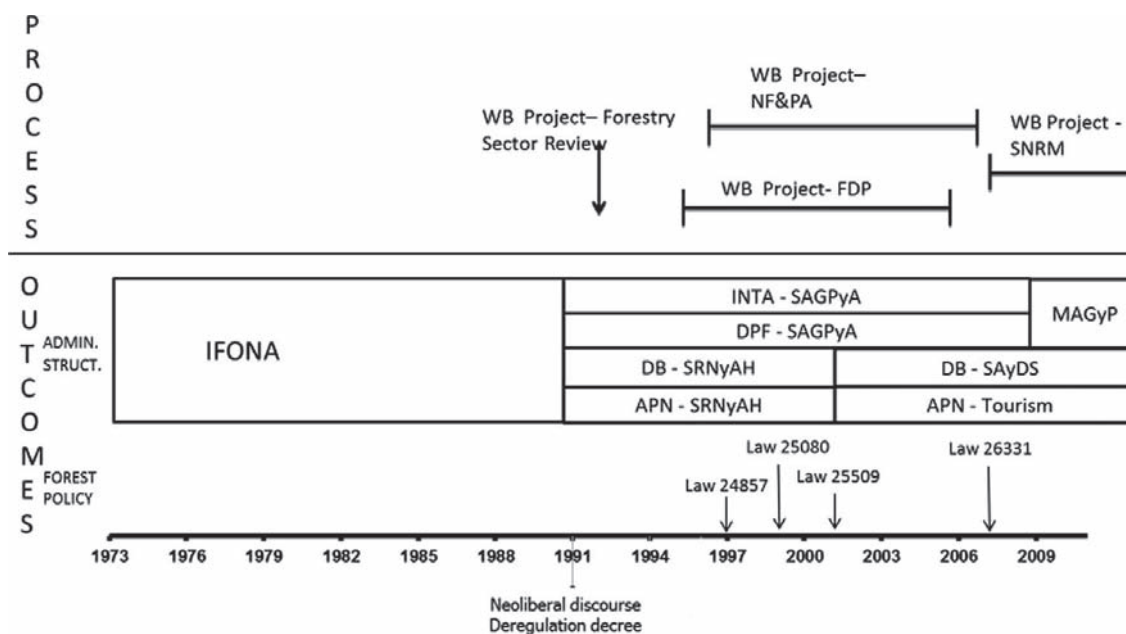 PROCESS
WB Project– Forestry
Sector Review
WB Project–
NF&PA
WB Project- FDP
WB Project -
SNRM
OUTCOMES
ADMIN.
STRUCT.
IFONA
INTA - SAGPyA
DPF - SAGPyA
MAGyP
DB - SRNyAH
DB - SAyDS
APN - SRNyAH
APN - Tourism
FOREST
POLICY
Law 24857
Law 25080
Law 25509
Law 26331
1973 1976 1979 1982 1985 1988 1991 1994 1997 2000 2003 2006 2009
Neoliberal discourse
Deregulation decree